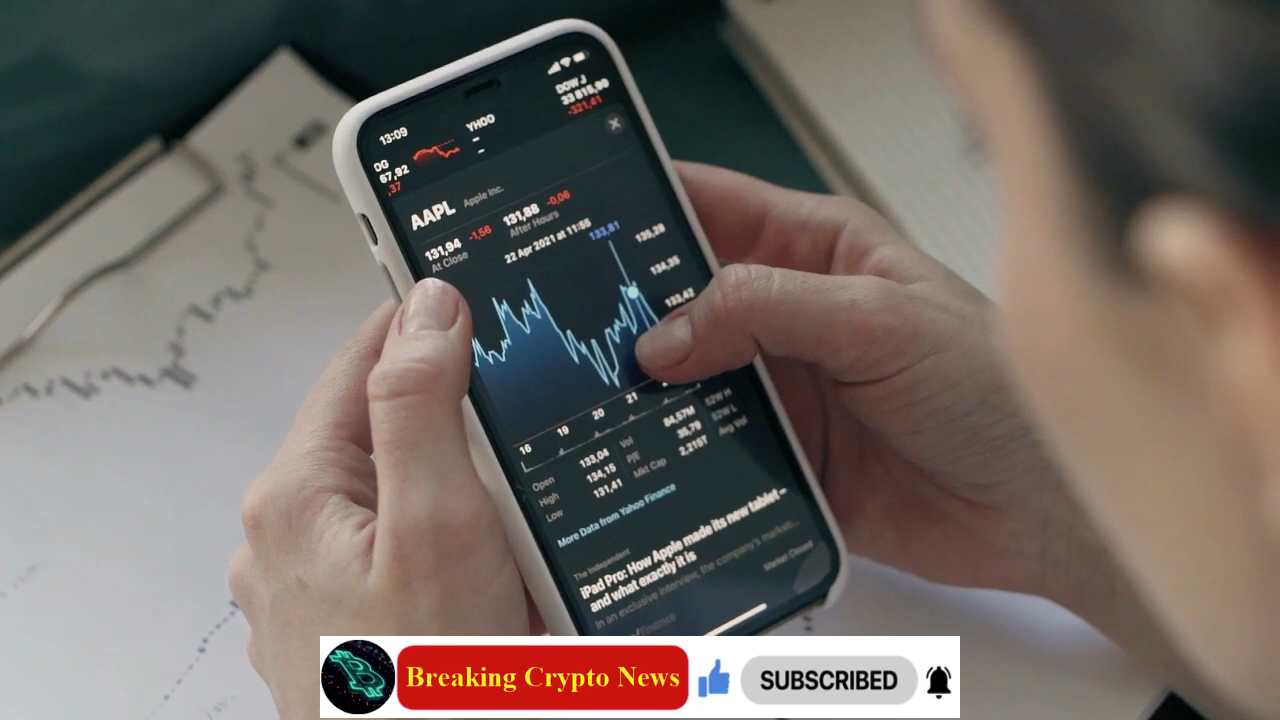 13:09
OG
67,92
,37
YHOO
-
-
DOW J
33 815,90
-321,41
AAPL Apple Inc.
131,94 -1,56
At Close
131,88 -0,06
After Hours
22 Apr 2021 at 11:55 133,81
135,28
134,35
133,42
16 19 20 21
Open 133,04
High 134,15
Low 131,41
Vol 84,57M
P/E 35,79
Mkt Cap 2,215T
52W H
52W L
Avg Vol
More Data from Yahoo Finance
The Independent
iPad Pro: How Apple made its new tablet –
and what exactly it is
In an exclusive interview, the company's market...
Market Closed
Breaking Crypto News
SUBSCRIBED